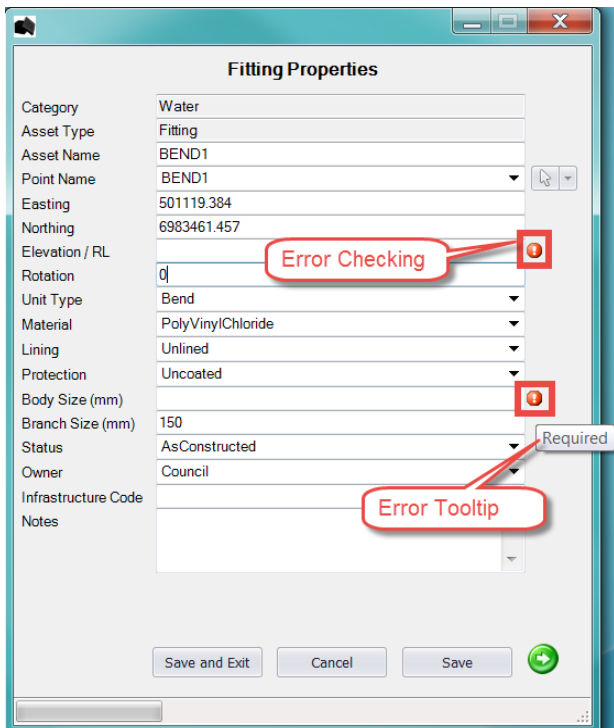 Fitting Properties
Category Water
Asset Type Fitting
Asset Name BEND1
Point Name BEND1
Easting 501119.384
Northing 6983461.457
Elevation / RL
Error Checking
Rotation 0
Unit Type Bend
Material PolyVinylChloride
Lining Unlined
Protection Uncoated
Body Size (mm)
Branch Size (mm) 150
Required
Status AsConstructed
Owner Council
Infrastructure Code
Error Tooltip
Notes
Save and Exit Cancel Save